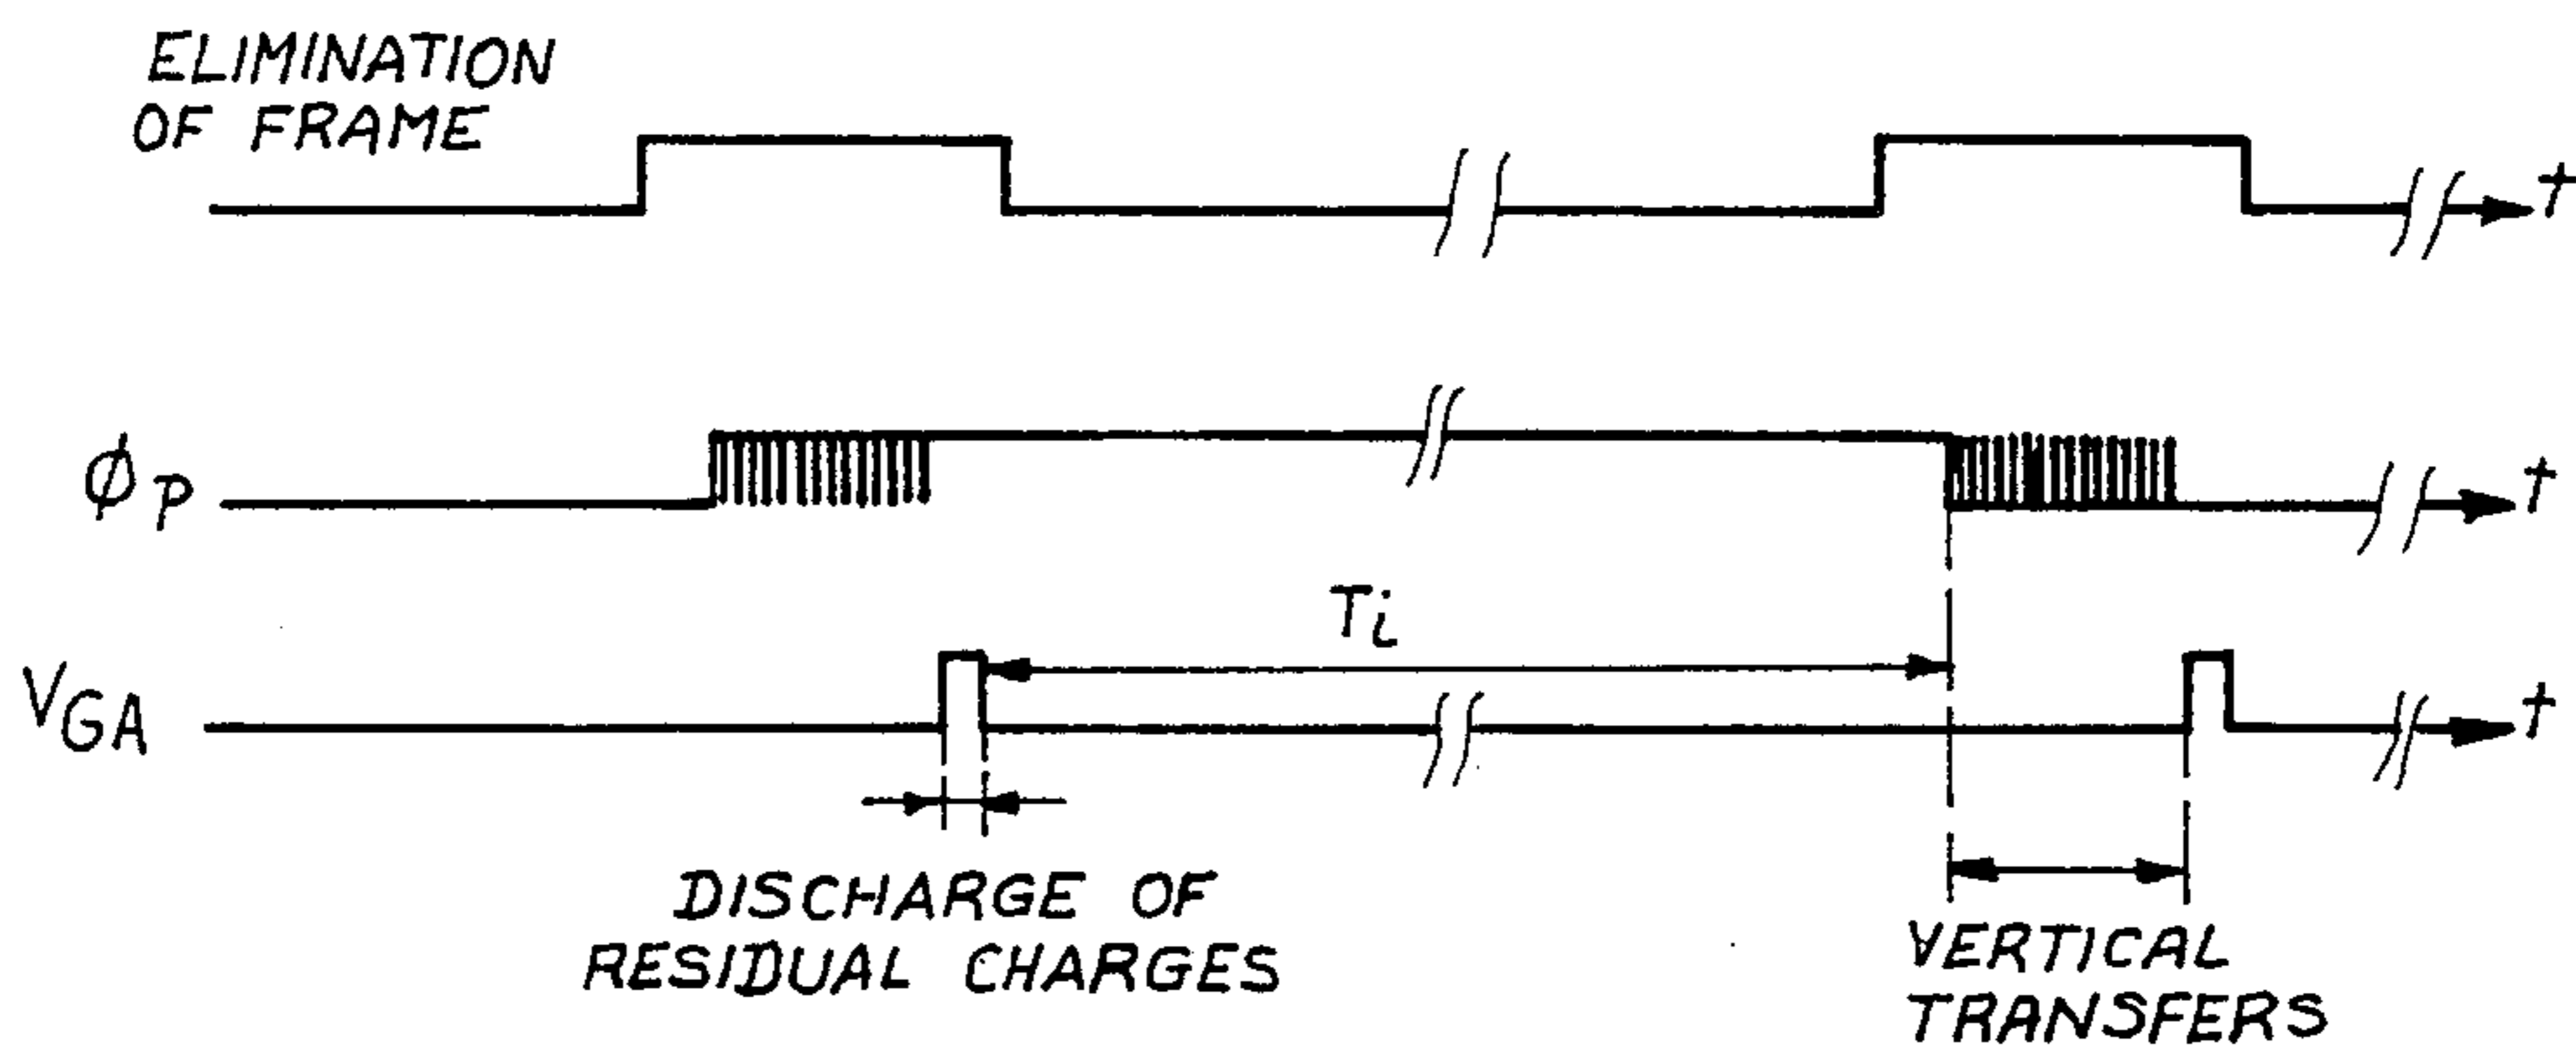 ELIMINATION
OF FRAME
t
φP
t
Ti
VGA
t
DISCHARGE OF
RESIDUAL CHARGES
VERTICAL
TRANSFERS